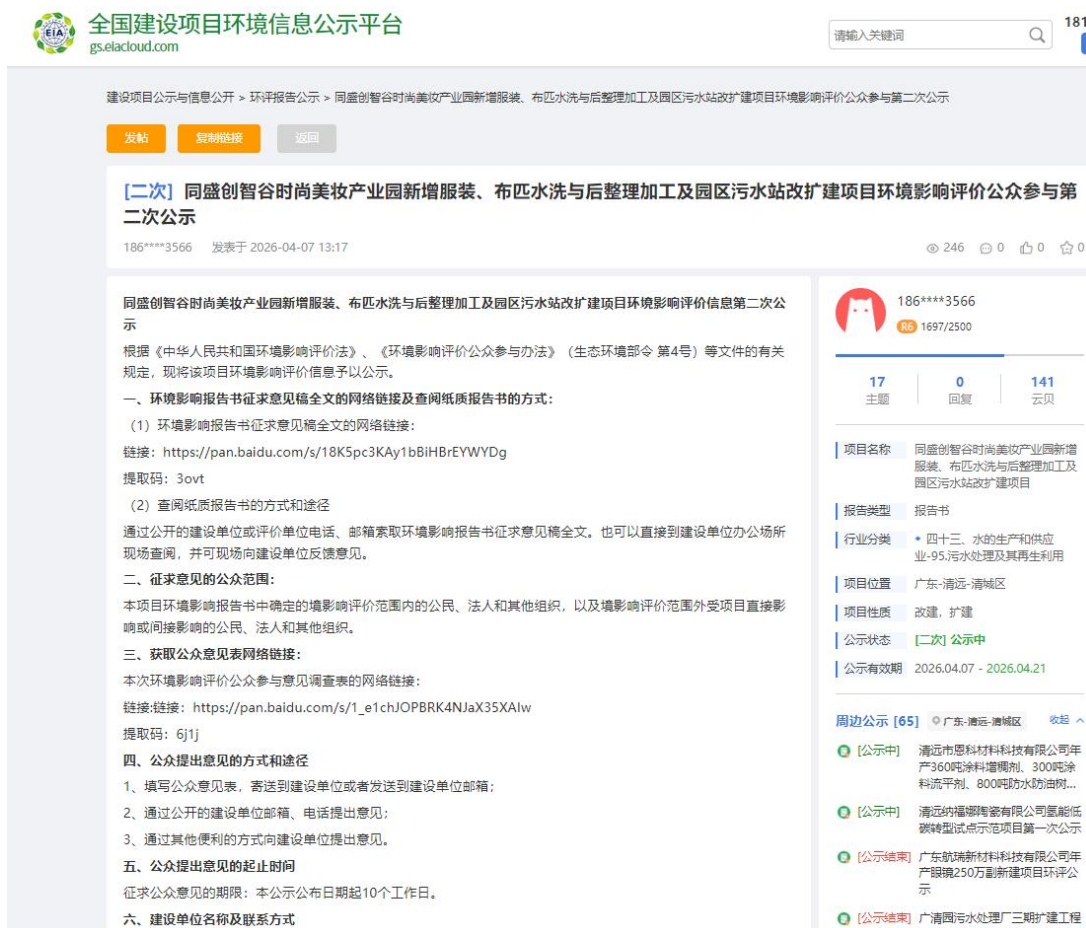 全国建设项目环境信息公示平台
gs.eiacloud.com
EIA
请输入关键词
181
建设项目公示与信息公开 > 环评报告公示 > 同盛创智谷时尚美妆产业园新增服装、布匹水洗与后整理加工及园区污水站改扩建项目环境影响评价公众参与第二次公示
发帖
复制链接
返回
[二次] 同盛创智谷时尚美妆产业园新增服装、布匹水洗与后整理加工及园区污水站改扩建项目环境影响评价公众参与第
二次公示
186****3566 发表于 2026-04-07 13:17
246 0 0 0
同盛创智谷时尚美妆产业园新增服装、布匹水洗与后整理加工及园区污水站改扩建项目环境影响评价信息第二次公
示
根据《中华人民共和国环境影响评价法》、《环境影响评价公众参与办法》（生态环境部令 第4号）等文件的有关
规定，现将该项目环境影响评价信息予以公示。
一、环境影响报告书征求意见稿全文的网络链接及查阅纸质报告书的方式：
（1）环境影响报告书征求意见稿全文的网络链接：
链接：https://pan.baidu.com/s/18K5pc3KAy1bBiHBrEYWYDg
提取码：3ovt
（2）查阅纸质报告书的方式和途径
通过公开的建设单位或评价单位电话、邮箱索取环境影响报告书征求意见稿全文。也可以直接到建设单位办公场所
现场查阅，并可现场向建设单位反馈意见。
二、征求意见的公众范围：
本项目环境影响报告书中确定的境影响评价范围内的公民、法人和其他组织，以及境影响评价范围外受项目直接影
响或间接影响的公民、法人和其他组织。
三、获取公众意见表网络链接：
本次环境影响评价公众参与意见调查表的网络链接：
链接:链接：https://pan.baidu.com/s/1_e1chJOPBRK4NJaX35XAIw
提取码：6j1j
四、公众提出意见的方式和途径
1、填写公众意见表，寄送到建设单位或者发送到建设单位邮箱；
2、通过公开的建设单位邮箱、电话提出意见；
3、通过其他便利的方式向建设单位提出意见。
五、公众提出意见的起止时间
征求公众意见的期限：本公示公布日期起10个工作日。
六、建设单位名称及联系方式
186****3566
R6 1697/2500
17 0 141
主题 回复 云贝
项目名称 同盛创智谷时尚美妆产业园新增
服装、布匹水洗与后整理加工及
园区污水站改扩建项目
报告类型 报告书
行业分类 四十三、水的生产和供应
业-95.污水处理及其再生利用
项目位置 广东-清远-清城区
项目性质 改建，扩建
公示状态 [二次] 公示中
公示有效期 2026.04.07 - 2026.04.21
周边公示 [65] 广东-清远-清城区 收起
[公示中] 清远市恩科材料科技有限公司年
产360吨涂料增稠剂、300吨涂
料流平剂、800吨防水防油树...
[公示中] 清远纳福娜陶瓷有限公司氢能低
碳转型试点示范项目第一次公示
[公示结束] 广东航瑞新材料科技有限公司年
产眼镜250万副新建项目环评公
示
[公示结束] 广清园污水处理厂三期扩建工程